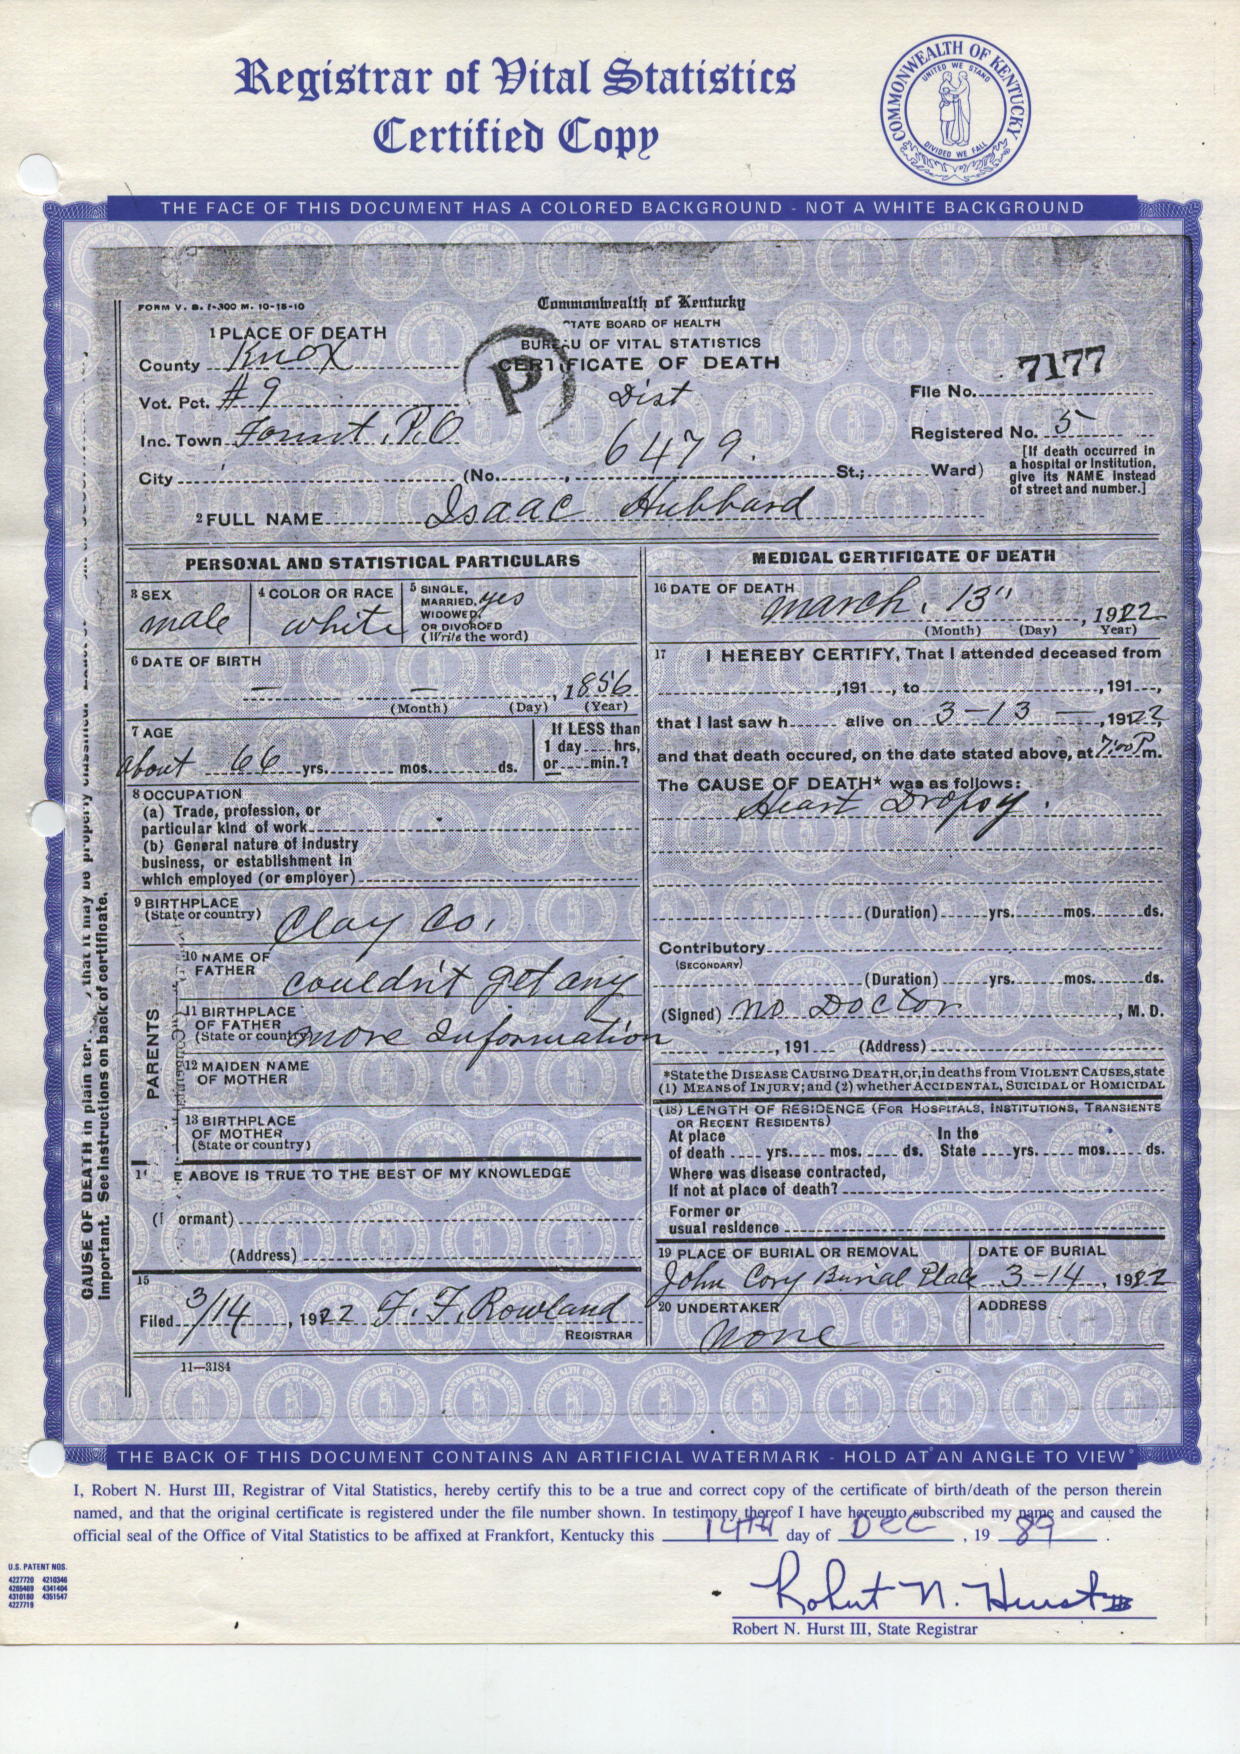 Registrar of Vital Statistics
Certified Copy
COMMONWEALTH OF KENTUCKY
UNITED WE STAND
DIVIDED WE FALL
THE FACE OF THIS DOCUMENT HAS A COLORED BACKGROUND - NOT A WHITE BACKGROUND
FORM V. S. 1-300 M. 10-18-10
Commonwealth of Kentucky
STATE BOARD OF HEALTH
BUREAU OF VITAL STATISTICS
CERTIFICATE OF DEATH
P
1 PLACE OF DEATH
County Knox
Vot. Pct. #9
Inc. Town P.O
City (No. , St.; Ward)
Dist
6479.
7177
File No.
Registered No. 5
[If death occurred in
a hospital or institution,
give its NAME instead
of street and number.]
2 FULL NAME Isaac Hubbard
PERSONAL AND STATISTICAL PARTICULARS
3 SEX
male
4 COLOR OR RACE
white
5 SINGLE,
MARRIED, yes
WIDOWED,
OR DIVORCED
(Write the word)
6 DATE OF BIRTH
— — , 1856
(Month) (Day) (Year)
7 AGE
about 66 yrs. mos. ds.
If LESS than
1 day hrs,
or min.?
8 OCCUPATION
(a) Trade, profession, or
particular kind of work
(b) General nature of industry
business, or establishment in
which employed (or employer)
9 BIRTHPLACE
(State or country) Clay Co.
PARENTS
10 NAME OF
FATHER couldn't get any
11 BIRTHPLACE
OF FATHER
(State or country) more Information
12 MAIDEN NAME
OF MOTHER
13 BIRTHPLACE
OF MOTHER
(State or country)
14 E ABOVE IS TRUE TO THE BEST OF MY KNOWLEDGE
(I ormant)
(Address)
15
Filed 3/14, 1922 F. F. Rowland
REGISTRAR
11-3184
MEDICAL CERTIFICATE OF DEATH
16 DATE OF DEATH
march, 13", 1922
(Month) (Day) Year)
17 I HEREBY CERTIFY, That I attended deceased from
,191 , to ,191 ,
that I last saw h alive on 3-13 — ,1922,
and that death occured, on the date stated above, at 7:00 P m.
The CAUSE OF DEATH* was as follows:
Heart Dropsy.
(Duration) yrs. mos. ds.
Contributory
(SECONDARY)
(Duration) yrs. mos. ds.
(Signed) no Doctor , M. D.
, 191 (Address)
*State the DISEASE CAUSING DEATH, or, in deaths from VIOLENT CAUSES, state
(1) MEANS of INJURY; and (2) whether ACCIDENTAL, SUICIDAL or HOMICIDAL
(18) LENGTH OF RESIDENCE (FOR HOSPITALS, INSTITUTIONS, TRANSIENTS
OR RECENT RESIDENTS)
At place In the
of death yrs. mos. ds. State yrs. mos. ds.
Where was disease contracted,
If not at place of death?
Former or
usual residence
19 PLACE OF BURIAL OR REMOVAL
John Cory Burial Place
DATE OF BURIAL
3-14, 1922
20 UNDERTAKER
none
ADDRESS
CAUSE OF DEATH in plain ter , that it may be properly classified.
Important. See instructions on back of certificate.
THE BACK OF THIS DOCUMENT CONTAINS AN ARTIFICIAL WATERMARK - HOLD AT AN ANGLE TO VIEW
I, Robert N. Hurst III, Registrar of Vital Statistics, hereby certify this to be a true and correct copy of the certificate of birth/death of the person therein
named, and that the original certificate is registered under the file number shown. In testimony thereof I have hereunto subscribed my name and caused the
official seal of the Office of Vital Statistics to be affixed at Frankfort, Kentucky this 14TH day of DEC , 19 89 .
U.S. PATENT NOS.
4227720 4210346
4265469 4341404
4310180 4351547
4227719
Robert N. Hurst III
Robert N. Hurst III, State Registrar